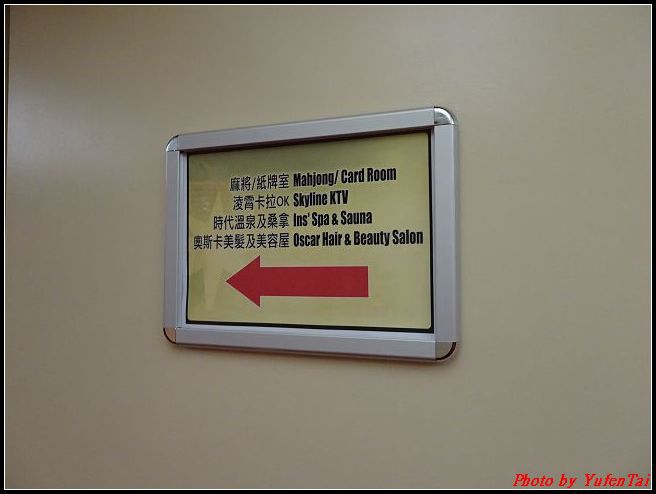 麻將/紙牌室 Mahjong/ Card Room
淩霄卡拉OK Skyline KTV
時代溫泉及桑拿 Ins' Spa & Sauna
奧斯卡美髮及美容屋 Oscar Hair & Beauty Salon
Photo by YufenTai